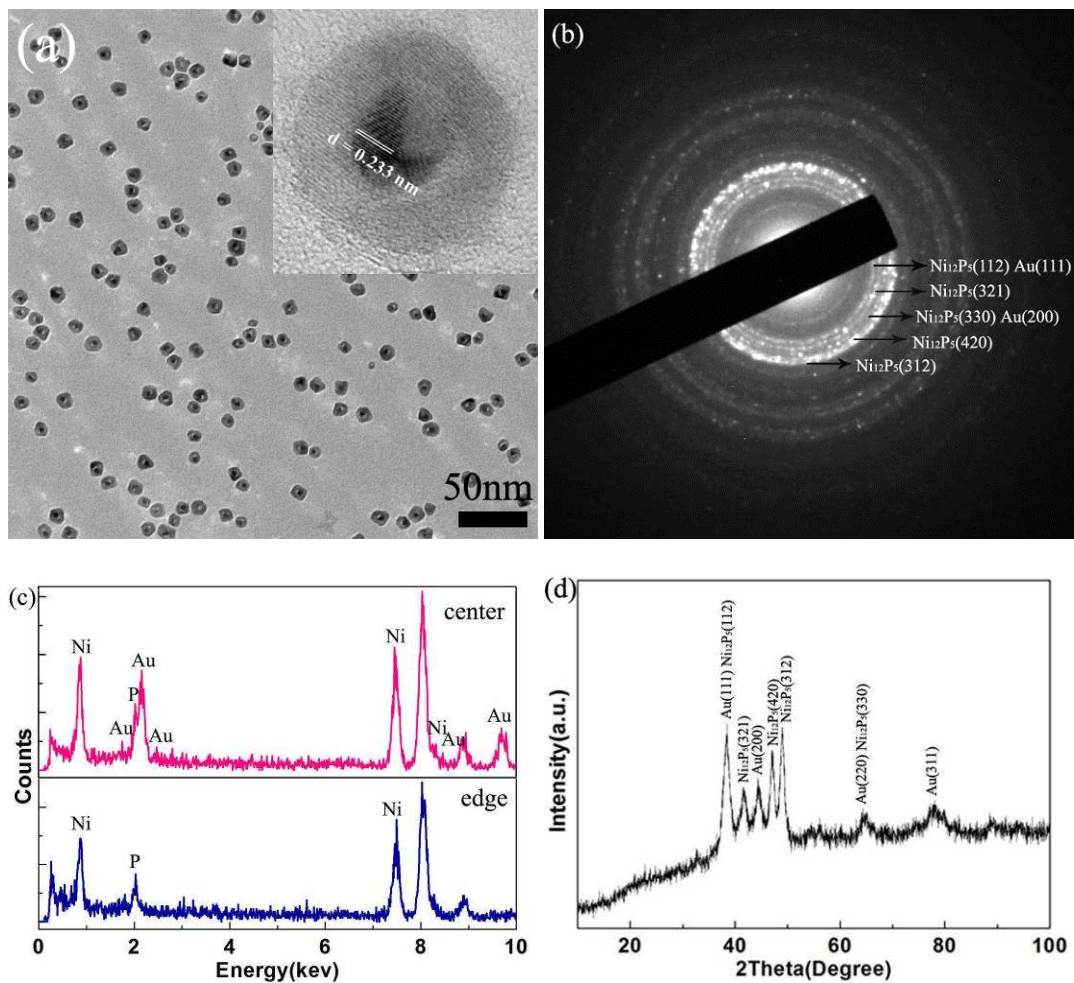 (a)
d = 0.233 nm
50nm
(b)
Ni₁₂P₅(112) Au(111)
Ni₁₂P₅(321)
Ni₁₂P₅(330) Au(200)
Ni₁₂P₅(420)
Ni₁₂P₅(312)
(c)
center
Ni
Au
P
Au
Au
Ni
Ni
Au
Au
edge
Ni
P
Ni
Counts
0
2
4
6
8
10
Energy(kev)
(d)
Au(111) Ni₁₂P₅(112)
Ni₁₂P₅(321)
Au(200)
Ni₁₂P₅(420)
Ni₁₂P₅(312)
Au(220) Ni₁₂P₅(330)
Au(311)
Intensity(a.u.)
20
40
60
80
100
2Theta(Degree)